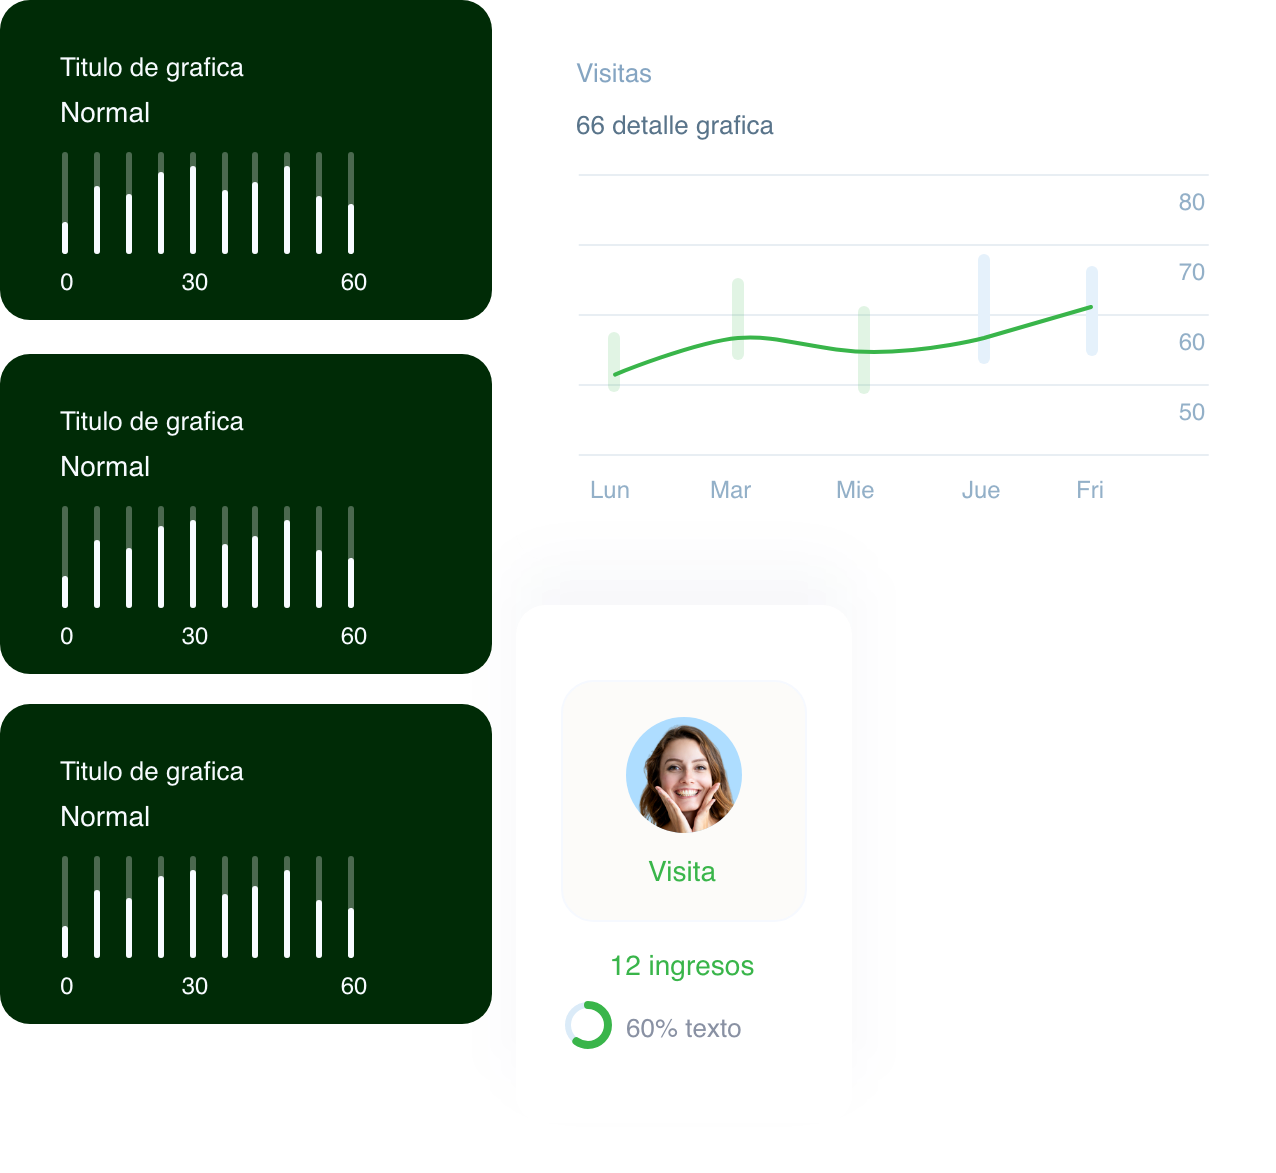 Titulo de grafica
Normal
0 30 60
Titulo de grafica
Normal
0 30 60
Titulo de grafica
Normal
0 30 60
Visitas
66 detalle grafica
80
70
60
50
Lun Mar Mie Jue Fri
Visita
12 ingresos
60% texto